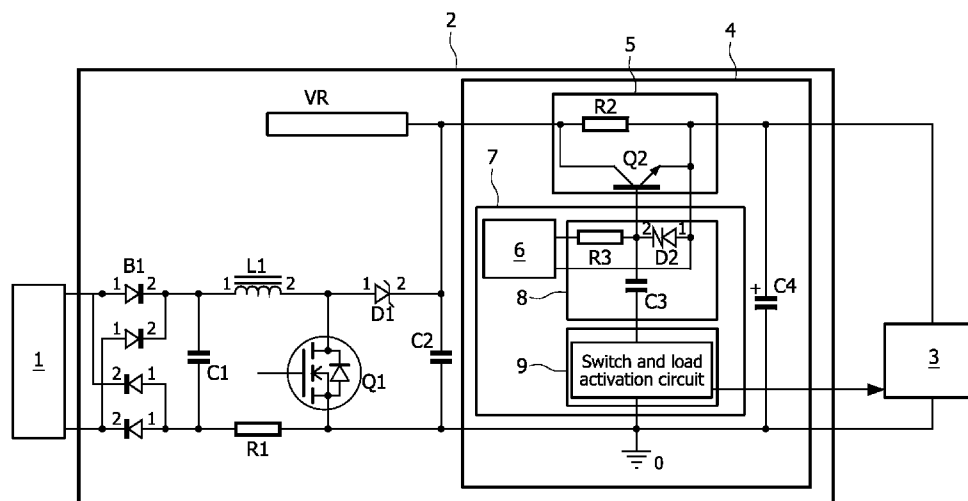 2
5
4
VR
R2
Q2
7
6
R3
2 1
D2
8
C3
B1
1 2
L1
1 2
1 2
D1
1 2
C1
Q1
C2
+
C4
1
2 1
2 1
R1
9
Switch and load
activation circuit
3
0